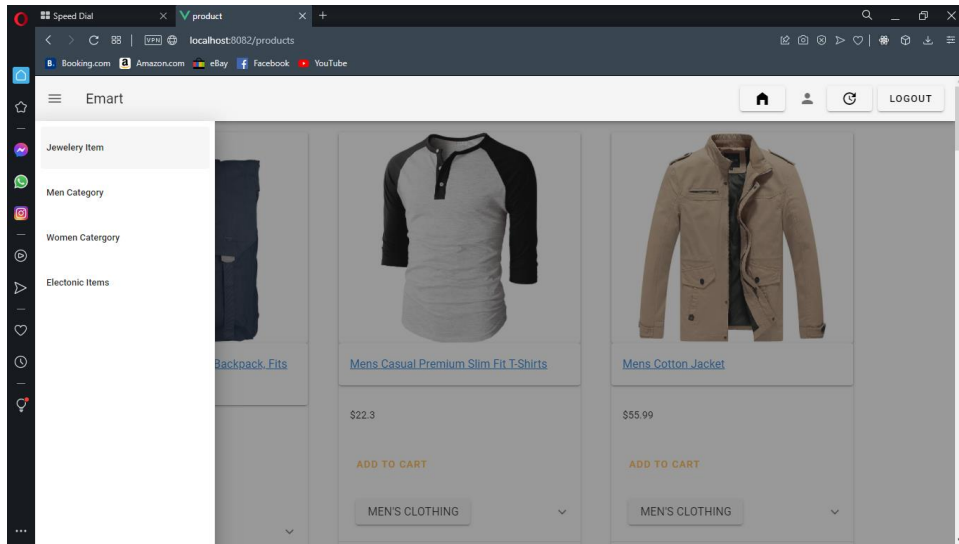 Speed Dial
product
VPN
localhost:8082/products
B. Booking.com
a Amazon.com
eBay
Facebook
YouTube
Emart
LOGOUT
Jewelery Item
Men Category
Women Catergory
Electonic Items
Backpack, Fits
Mens Casual Premium Slim Fit T-Shirts
Mens Cotton Jacket
$22.3
$55.99
ADD TO CART
ADD TO CART
MEN'S CLOTHING
MEN'S CLOTHING